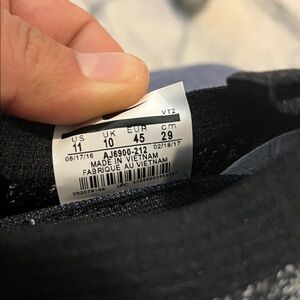 VT2
US UK EUR cm
11 10 45 29
08/17/16 AJ6900-212 02/18/17
MADE IN VIETNAM
FABRIQUE AU VIETNAM
UPC